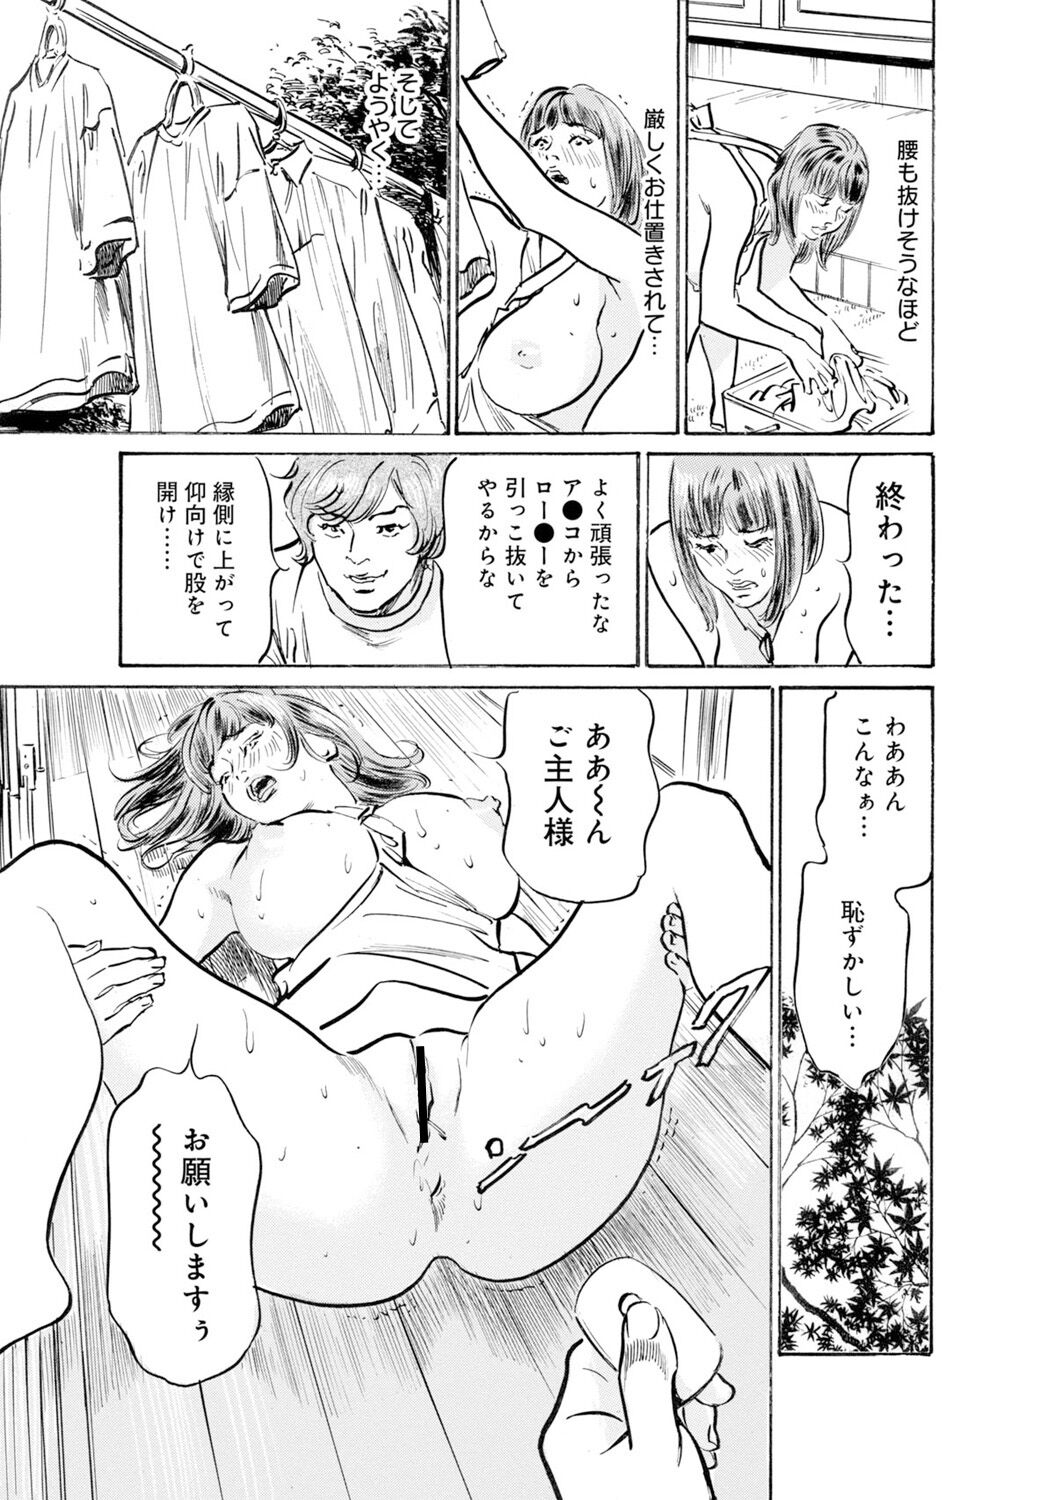 腰も抜けそうなほど
厳しくお仕置きされて…
そして
ようやく…
終わった…
よく頑張ったな
ア●コから
ロー●ーを
引っこ抜いて
やるからな
縁側に上がって
仰向けで股を
開け……
わああん
こんなぁ…
恥ずかしい…
ああ〜ん
ご主人様
お願いしますぅ